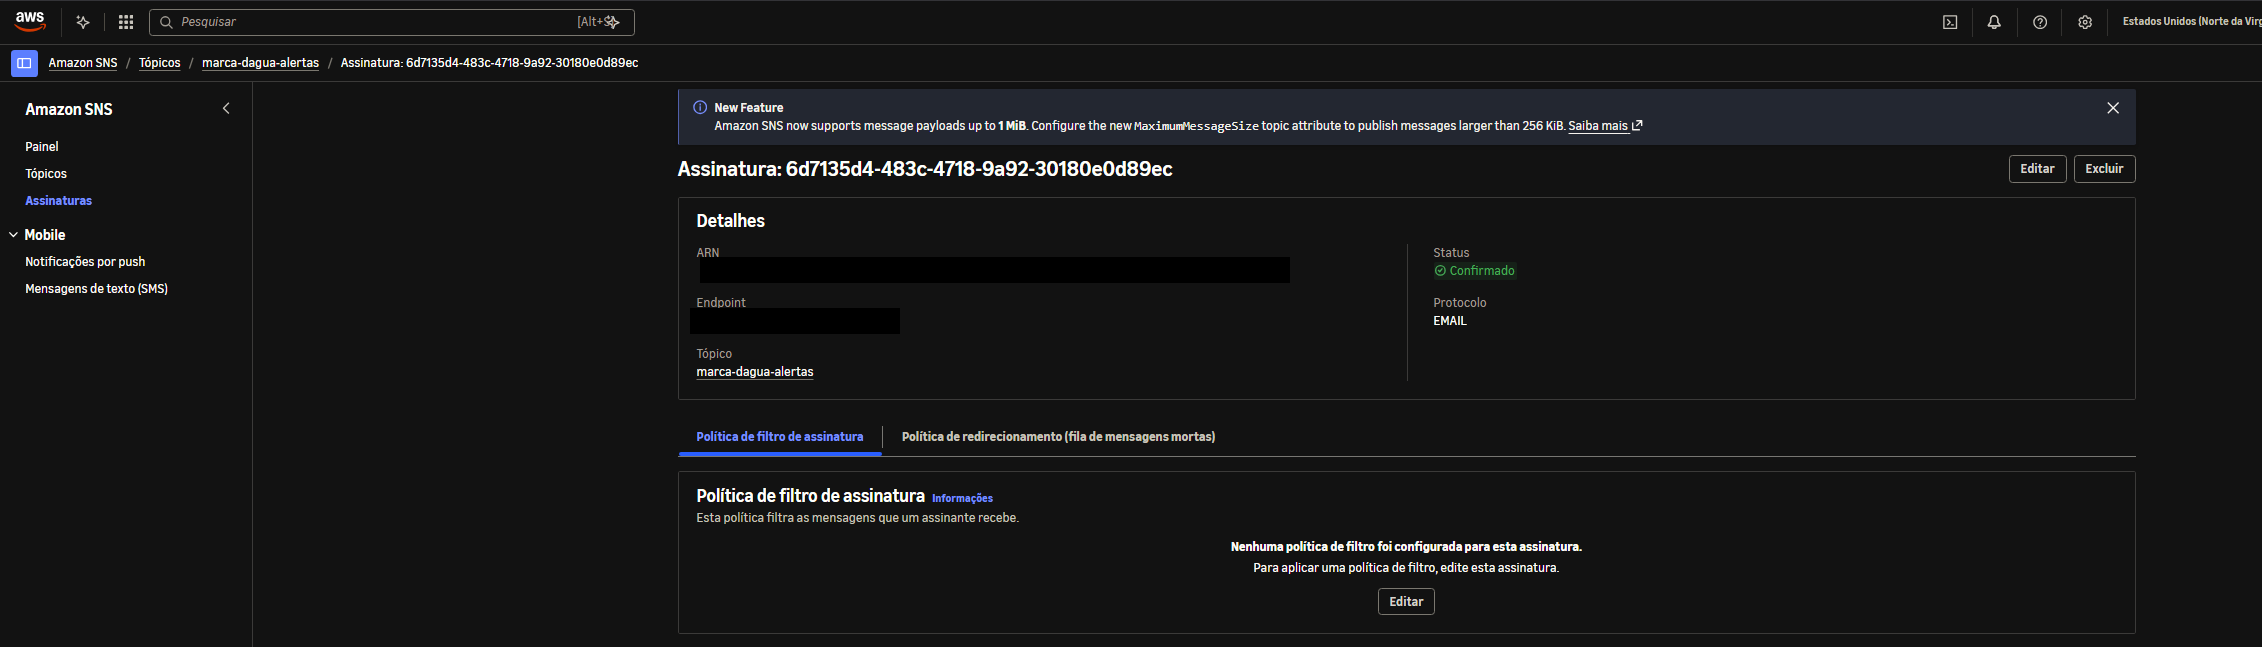 aws
Pesquisar
[Alt+S]
Estados Unidos (Norte da Virg
Amazon SNS / Tópicos / marca-dagua-alertas / Assinatura: 6d7135d4-483c-4718-9a92-30180e0d89ec
Amazon SNS
Painel
Tópicos
Assinaturas
Mobile
Notificações por push
Mensagens de texto (SMS)
New Feature
Amazon SNS now supports message payloads up to 1 MiB. Configure the new MaximumMessageSize topic attribute to publish messages larger than 256 KiB. Saiba mais
Assinatura: 6d7135d4-483c-4718-9a92-30180e0d89ec
Editar
Excluir
Detalhes
ARN
Endpoint
Tópico
marca-dagua-alertas
Status
Confirmado
Protocolo
EMAIL
Política de filtro de assinatura
Política de redirecionamento (fila de mensagens mortas)
Política de filtro de assinatura Informações
Esta política filtra as mensagens que um assinante recebe.
Nenhuma política de filtro foi configurada para esta assinatura.
Para aplicar uma política de filtro, edite esta assinatura.
Editar